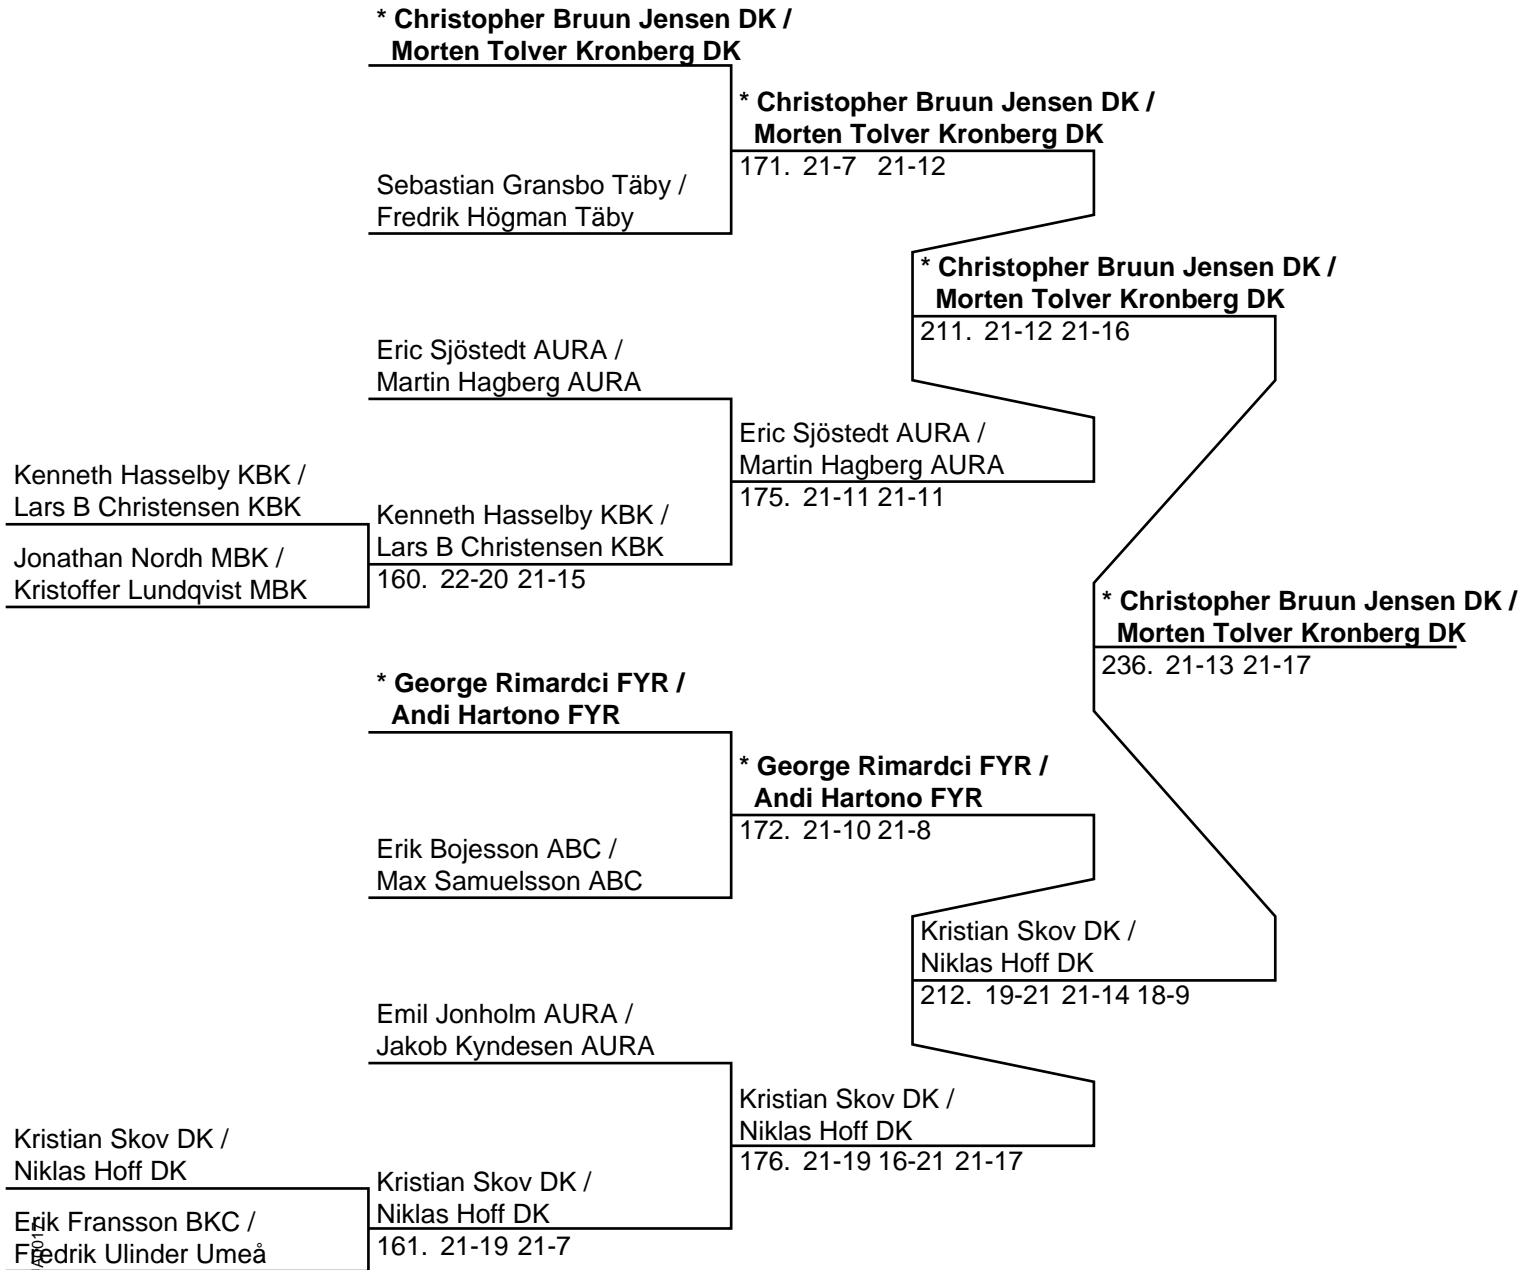 * Christopher Bruun Jensen DK /
Morten Tolver Kronberg DK
* Christopher Bruun Jensen DK /
Morten Tolver Kronberg DK
171. 21-7 21-12
Sebastian Gransbo Täby /
Fredrik Högman Täby
* Christopher Bruun Jensen DK /
Morten Tolver Kronberg DK
211. 21-12 21-16
Eric Sjöstedt AURA /
Martin Hagberg AURA
Eric Sjöstedt AURA /
Martin Hagberg AURA
175. 21-11 21-11
Kenneth Hasselby KBK /
Lars B Christensen KBK
Kenneth Hasselby KBK /
Lars B Christensen KBK
160. 22-20 21-15
Jonathan Nordh MBK /
Kristoffer Lundqvist MBK
* Christopher Bruun Jensen DK /
Morten Tolver Kronberg DK
236. 21-13 21-17
* George Rimardci FYR /
Andi Hartono FYR
* George Rimardci FYR /
Andi Hartono FYR
172. 21-10 21-8
Erik Bojesson ABC /
Max Samuelsson ABC
Kristian Skov DK /
Niklas Hoff DK
212. 19-21 21-14 18-9
Emil Jonholm AURA /
Jakob Kyndesen AURA
Kristian Skov DK /
Niklas Hoff DK
176. 21-19 16-21 21-17
Kristian Skov DK /
Niklas Hoff DK
Kristian Skov DK /
Niklas Hoff DK
161. 21-19 21-7
Erik Fransson BKC /
Fredrik Ulinder Umeå